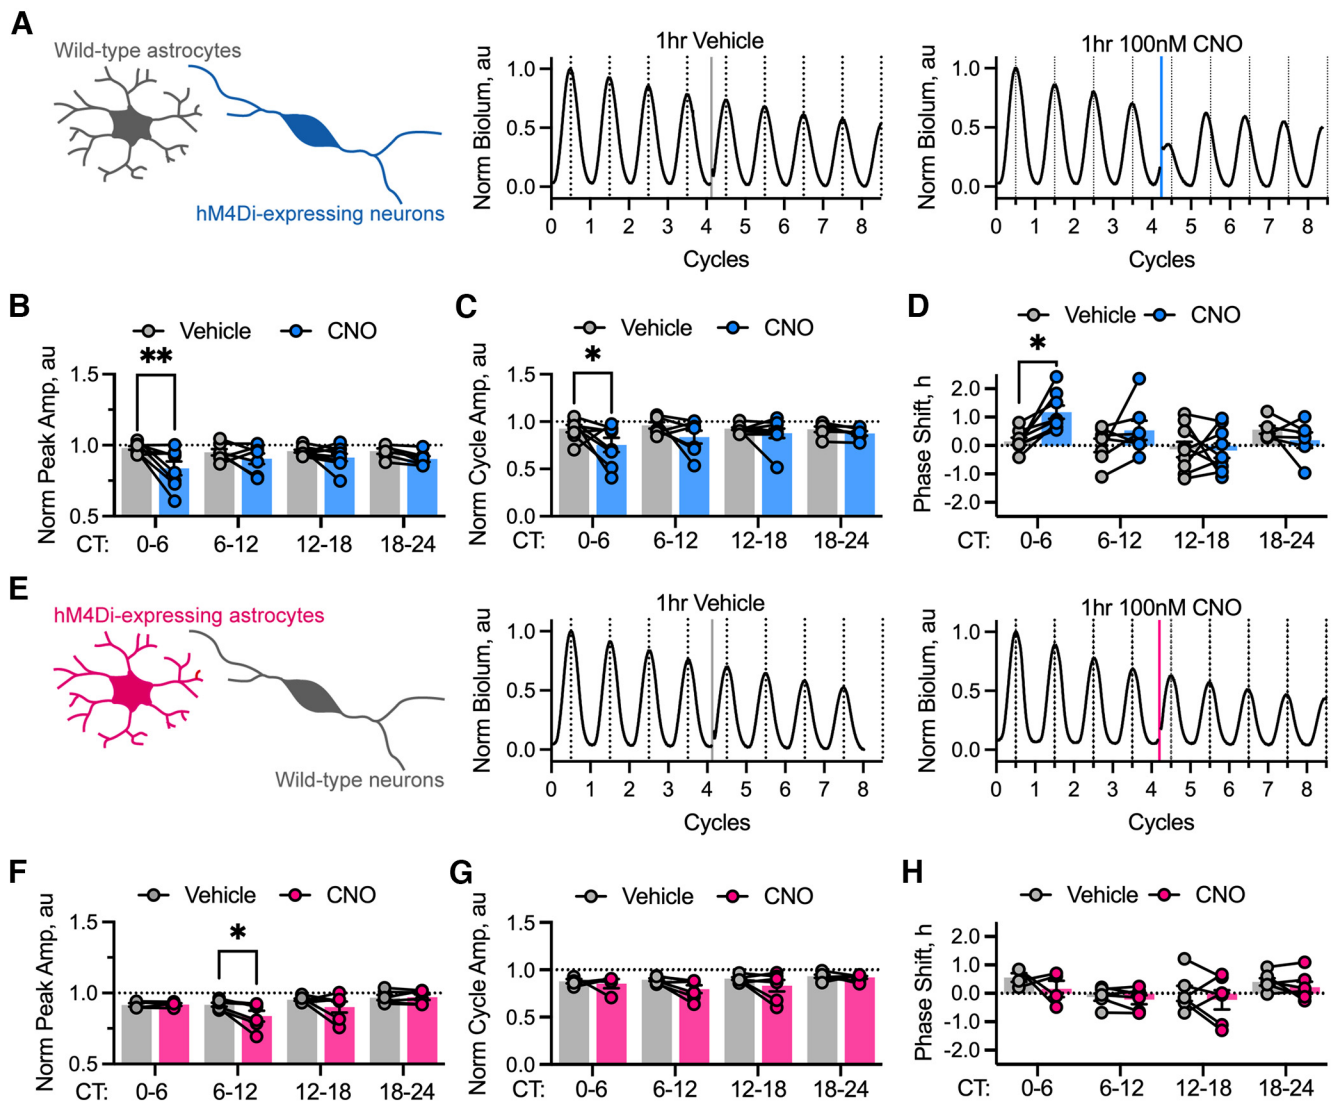 A
Wild-type astrocytes
hM4Di-expressing neurons
1hr Vehicle
Norm Biolum, au
1.0
0.5
0.0
0 1 2 3 4 5 6 7 8
Cycles
1hr 100nM CNO
Norm Biolum, au
1.0
0.5
0.0
0 1 2 3 4 5 6 7 8
Cycles
B
Vehicle CNO
**
Norm Peak Amp, au
1.5
1.0
0.5
CT: 0-6 6-12 12-18 18-24
C
Vehicle CNO
*
Norm Cycle Amp, au
1.5
1.0
0.5
0.0
CT: 0-6 6-12 12-18 18-24
D
Vehicle CNO
*
Phase Shift, h
2.0
1.0
0.0
-1.0
-2.0
CT: 0-6 6-12 12-18 18-24
E
hM4Di-expressing astrocytes
Wild-type neurons
1hr Vehicle
Norm Biolum, au
1.0
0.5
0.0
0 1 2 3 4 5 6 7 8
Cycles
1hr 100nM CNO
Norm Biolum, au
1.0
0.5
0.0
0 1 2 3 4 5 6 7 8
Cycles
F
Vehicle CNO
*
Norm Peak Amp, au
1.5
1.0
0.5
CT: 0-6 6-12 12-18 18-24
G
Vehicle CNO
Norm Cycle Amp, au
1.5
1.0
0.5
0.0
CT: 0-6 6-12 12-18 18-24
H
Vehicle CNO
Phase Shift, h
2.0
1.0
0.0
-1.0
-2.0
CT: 0-6 6-12 12-18 18-24